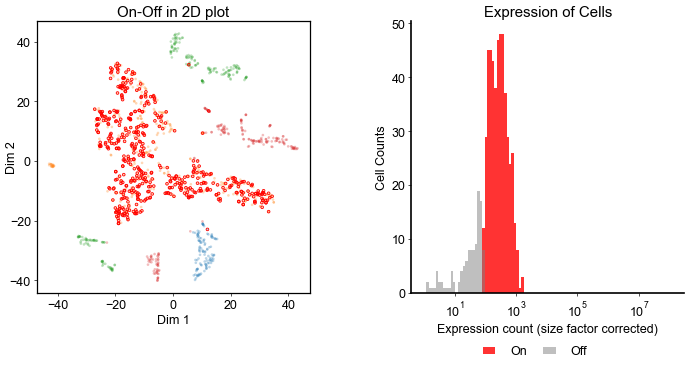 On-Off in 2D plot
40
20
0
−20
−40
Dim 2
−40 −20 0 20 40
Dim 1
Expression of Cells
50
40
30
20
10
0
Cell Counts
10^1 10^3 10^5 10^7
Expression count (size factor corrected)
On Off